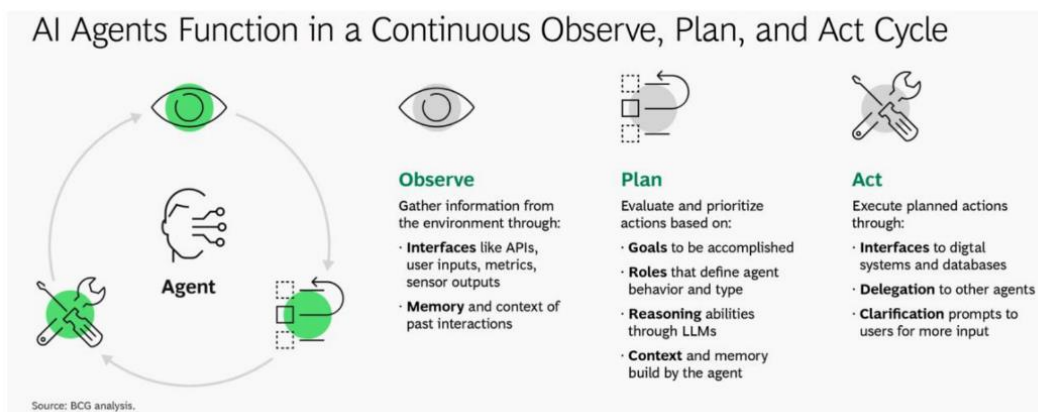 AI Agents Function in a Continuous Observe, Plan, and Act Cycle
Agent
Observe
Gather information from
the environment through:
· Interfaces like APIs,
user inputs, metrics,
sensor outputs
· Memory and context of
past interactions
Plan
Evaluate and prioritize
actions based on:
· Goals to be accomplished
· Roles that define agent
behavior and type
· Reasoning abilities
through LLMs
· Context and memory
build by the agent
Act
Execute planned actions
through:
· Interfaces to digtal
systems and databases
· Delegation to other agents
· Clarification prompts to
users for more input
Source: BCG analysis.